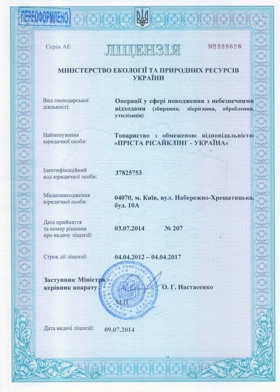 ПЕРЕОФОРМЛЕНО
Серія АЕ
ЛІЦЕНЗІЯ
МІНІСТЕРСТВО ЕКОЛОГІЇ ТА ПРИРОДНИХ РЕСУРСІВ
УКРАЇНИ
Вид господарської діяльності:
Операції у сфері поводження з небезпечними
відходами (збирання, зберігання, оброблення,
утилізація)
Найменування
юридичної особи:
Товариство з обмеженою відповідальністю
«ПРІСТА РІСАЙКЛІНГ - УКРАЇНА»
Ідентифікаційний
код юридичної особи:
37825753
Місцезнаходження
юридичної особи:
04070, м. Київ, вул. Набережно-Хрещатицька,
буд. 10А
Дата прийняття
та номер рішення
про видачу ліцензії:
03.07.2014 № 207
Строк дії ліцензії:
04.04.2012 – 04.04.2017
Заступник Міністра
керівник апарату
О. Г. Настасенко
М.П.
Дата видачі ліцензії:
09.07.2014